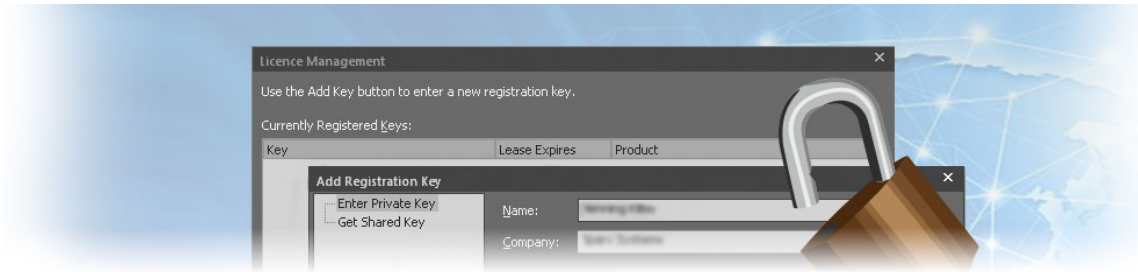 Licence Management
Use the Add Key button to enter a new registration key.
Currently Registered Keys:
Key Lease Expires Product
Add Registration Key
Enter Private Key
Get Shared Key
Name:
Company: